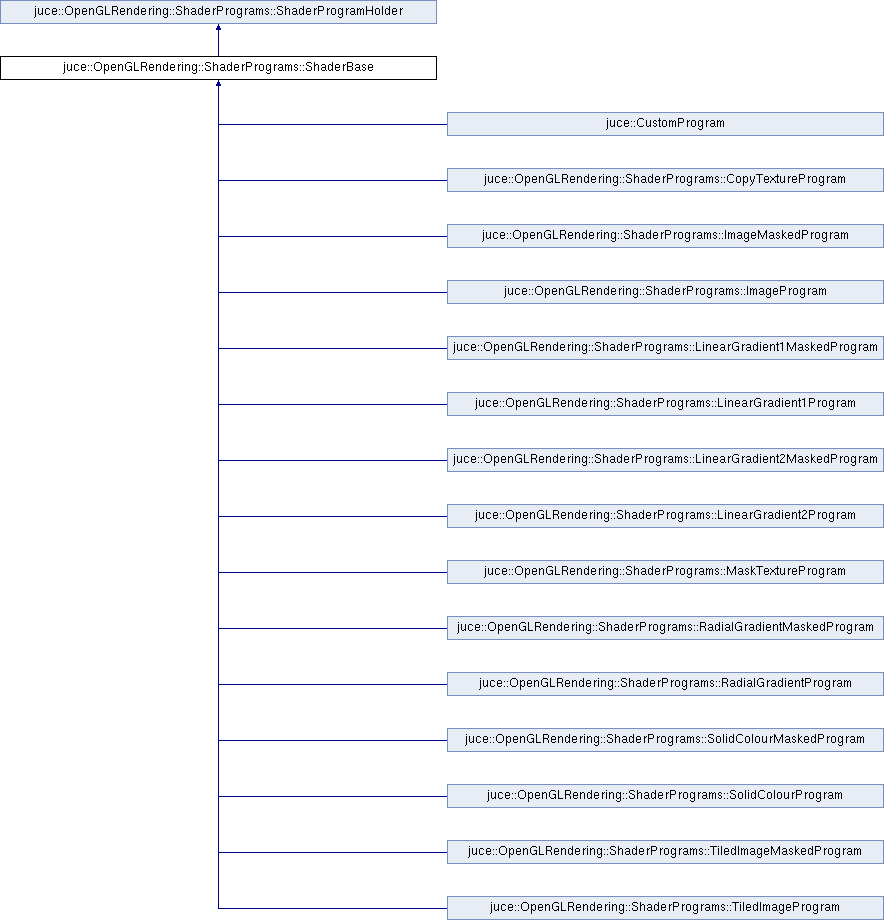 juce::OpenGLRendering::ShaderPrograms::ShaderProgramHolder
juce::OpenGLRendering::ShaderPrograms::ShaderBase
juce::CustomProgram
juce::OpenGLRendering::ShaderPrograms::CopyTextureProgram
juce::OpenGLRendering::ShaderPrograms::ImageMaskedProgram
juce::OpenGLRendering::ShaderPrograms::ImageProgram
juce::OpenGLRendering::ShaderPrograms::LinearGradient1MaskedProgram
juce::OpenGLRendering::ShaderPrograms::LinearGradient1Program
juce::OpenGLRendering::ShaderPrograms::LinearGradient2MaskedProgram
juce::OpenGLRendering::ShaderPrograms::LinearGradient2Program
juce::OpenGLRendering::ShaderPrograms::MaskTextureProgram
juce::OpenGLRendering::ShaderPrograms::RadialGradientMaskedProgram
juce::OpenGLRendering::ShaderPrograms::RadialGradientProgram
juce::OpenGLRendering::ShaderPrograms::SolidColourMaskedProgram
juce::OpenGLRendering::ShaderPrograms::SolidColourProgram
juce::OpenGLRendering::ShaderPrograms::TiledImageMaskedProgram
juce::OpenGLRendering::ShaderPrograms::TiledImageProgram